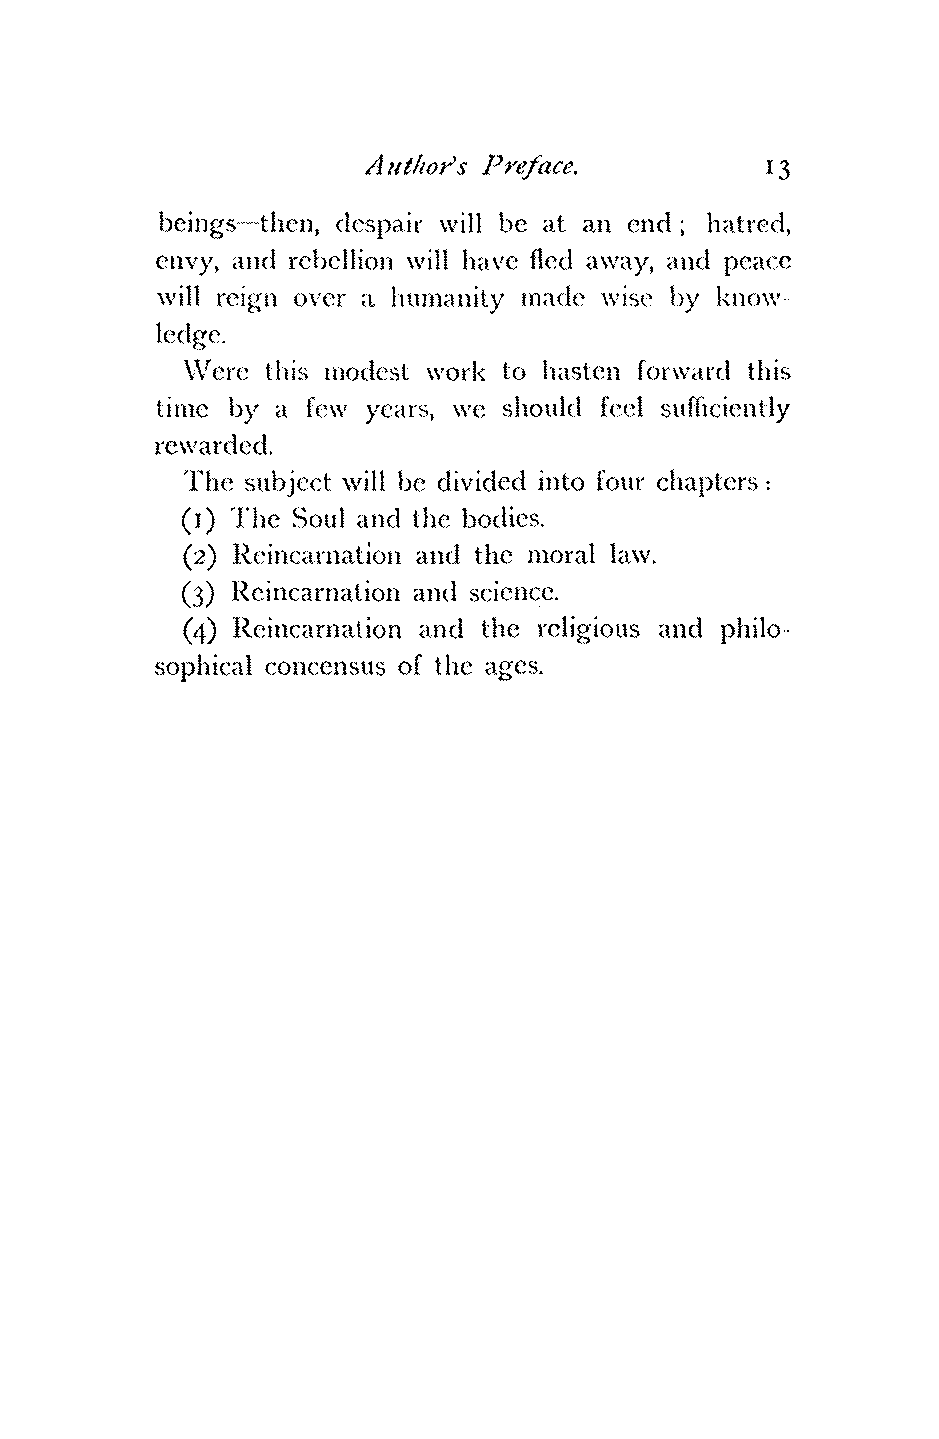 Author's Preface. 13
beings—then, despair will be at an end; hatred,
envy, and rebellion will have fled away, and peace
will reign over a humanity made wise by know-
ledge.
Were this modest work to hasten forward this
time by a few years, we should feel sufficiently
rewarded.
The subject will be divided into four chapters:
(1) The Soul and the bodies.
(2) Reincarnation and the moral law.
(3) Reincarnation and science.
(4) Reincarnation and the religious and philo-
sophical concensus of the ages.